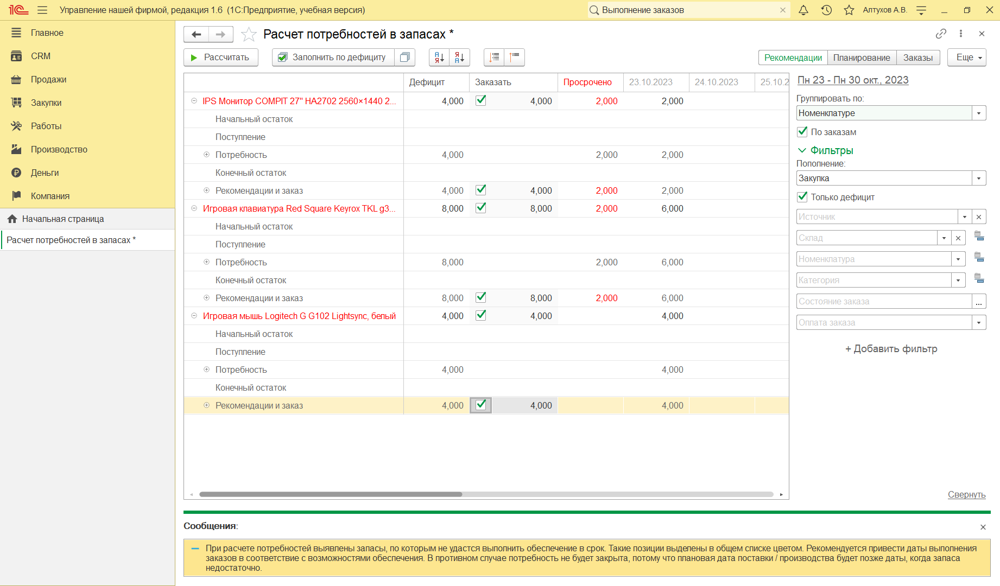 1С Управление нашей фирмой, редакция 1.6 (1С:Предприятие, учебная версия) Выполнение заказов Алтухов А.В.
Главное
CRM
Продажи
Закупки
Работы
Производство
Деньги
Компания
Начальная страница
Расчет потребностей в запасах *
Расчет потребностей в запасах *
Рассчитать Заполнить по дефициту Рекомендации Планирование Заказы Еще
Дефицит Заказать Просрочено 23.10.2023 24.10.2023 25.10.2
IPS Монитор COMPIT 27" HA2702 2560×1440 2... 4,000 4,000 2,000 2,000
Начальный остаток
Поступление
Потребность 4,000 2,000 2,000
Конечный остаток
Рекомендации и заказ 4,000 4,000 2,000 2,000
Игровая клавиатура Red Square Keyrox TKL g3... 8,000 8,000 2,000 6,000
Начальный остаток
Поступление
Потребность 8,000 2,000 6,000
Конечный остаток
Рекомендации и заказ 8,000 8,000 2,000 6,000
Игровая мышь Logitech G G102 Lightsync, белый 4,000 4,000 4,000
Начальный остаток
Поступление
Потребность 4,000 4,000
Конечный остаток
Рекомендации и заказ 4,000 4,000 4,000
Пн 23 - Пн 30 окт., 2023
Группировать по:
Номенклатуре
По заказам
Фильтры
Пополнение:
Закупка
Только дефицит
Источник
Склад
Номенклатура
Категория
Состояние заказа
Оплата заказа
+ Добавить фильтр
Свернуть
Сообщения:
При расчете потребностей выявлены запасы, по которым не удастся выполнить обеспечение в срок. Такие позиции выделены в общем списке цветом. Рекомендуется привести даты выполнения
заказов в соответствие с возможностями обеспечения. В противном случае потребность не будет закрыта, потому что плановая дата поставки / производства будет позже даты, когда запаса
недостаточно.